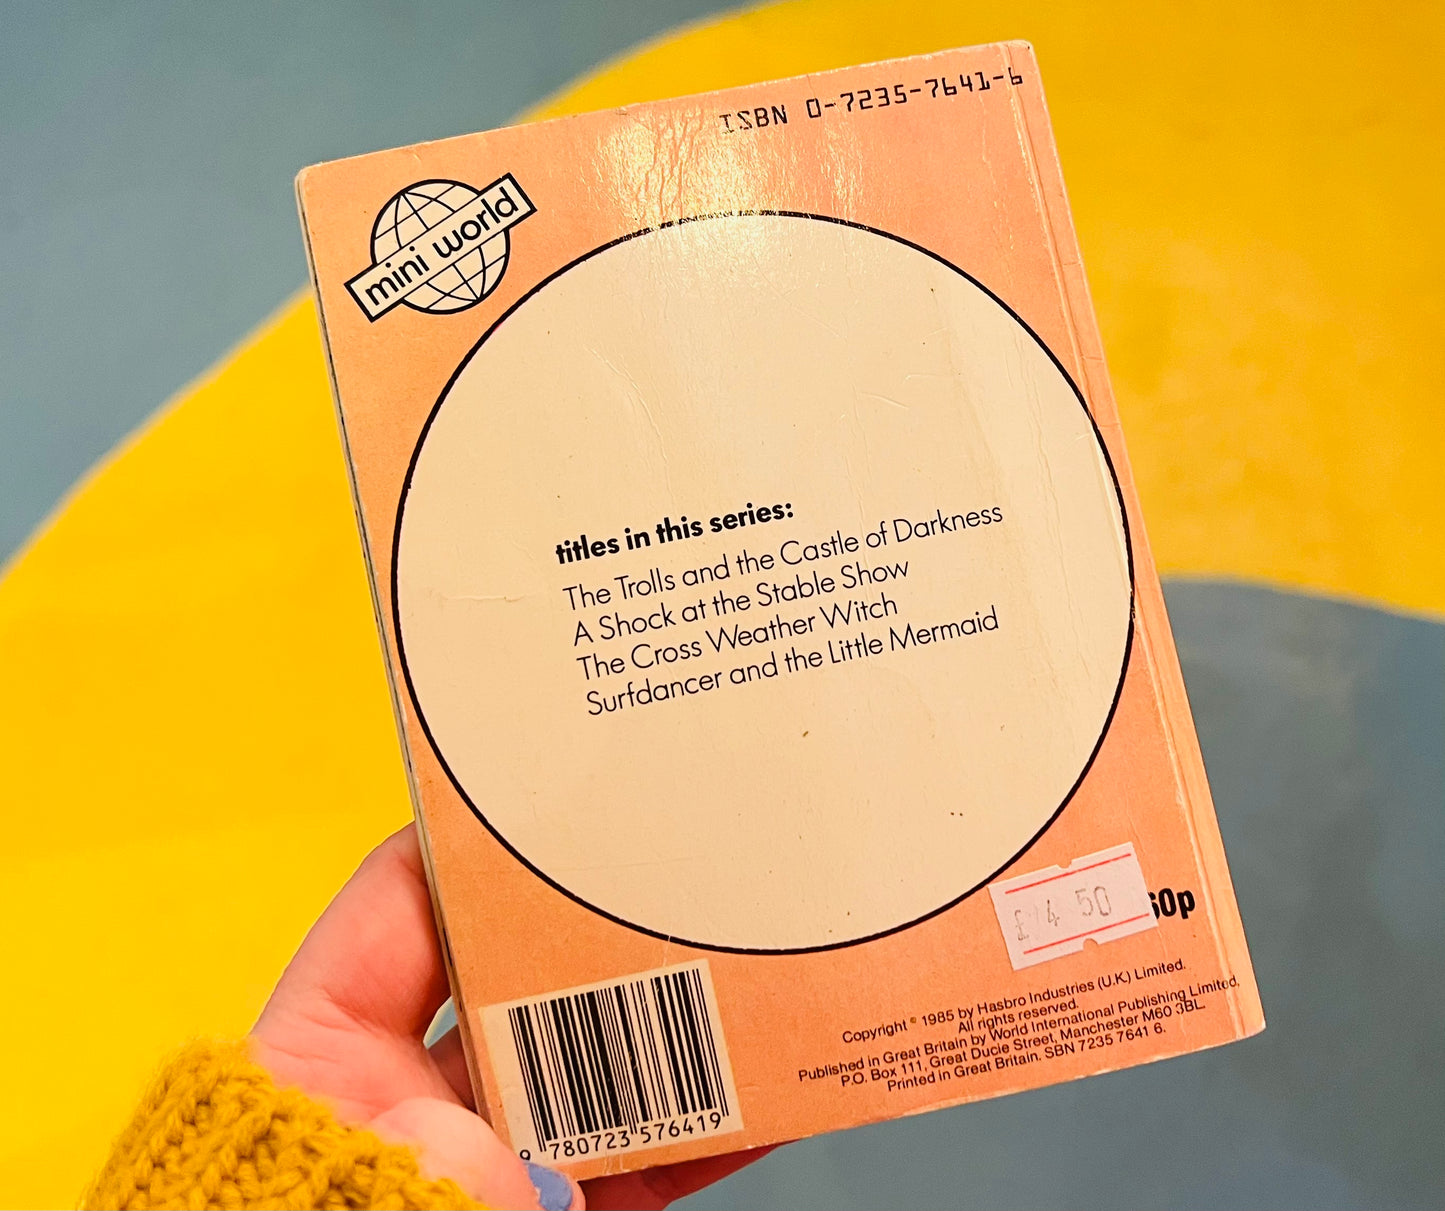 ISBN 0-7235-7641-6
mini world
titles in this series:
The Trolls and the Castle of Darkness
A Shock at the Stable Show
The Cross Weather Witch
Surfdancer and the Little Mermaid
£ 4 50
60p
Copyright © 1985 by Hasbro Industries (U.K.) Limited.
All rights reserved.
Published in Great Britain by World International Publishing Limited,
P.O. Box 111, Great Ducie Street, Manchester M60 3BL.
Printed in Great Britain. SBN 7235 7641 6.
9 780723 576419